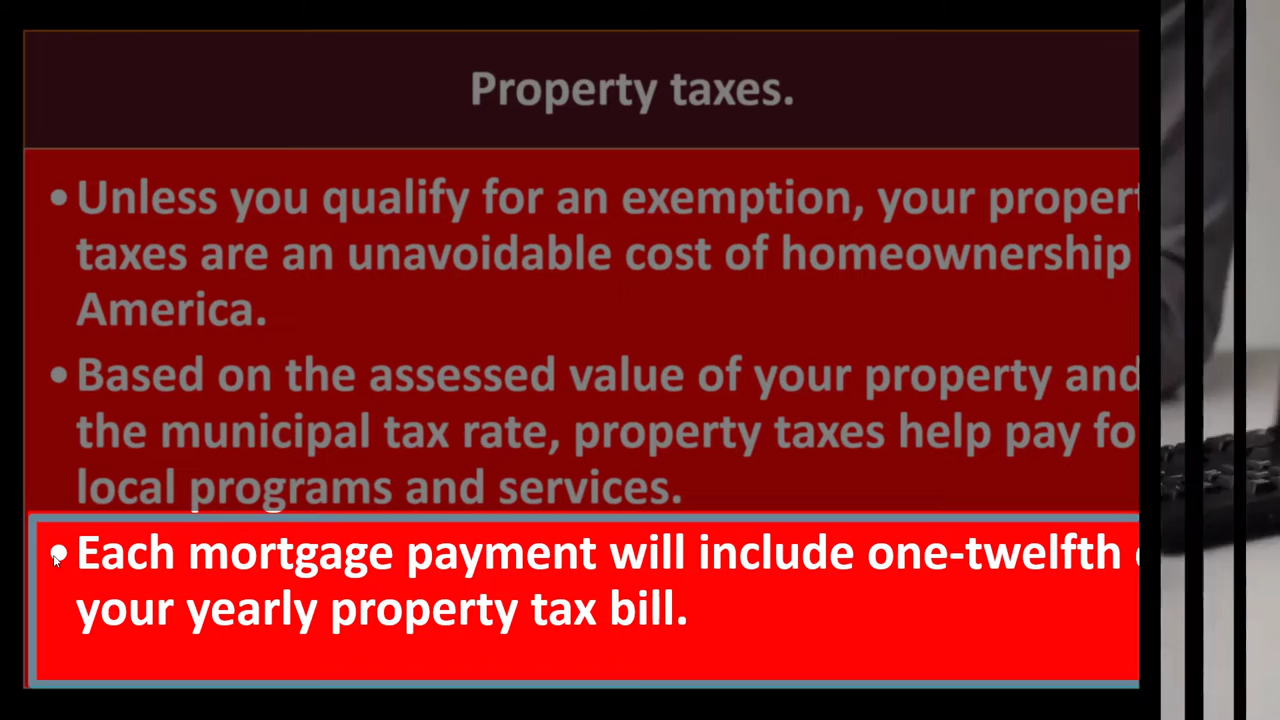 Property taxes.
• Unless you qualify for an exemption, your propert
taxes are an unavoidable cost of homeownership
America.
• Based on the assessed value of your property and
the municipal tax rate, property taxes help pay fo
local programs and services.
• Each mortgage payment will include one-twelfth
your yearly property tax bill.